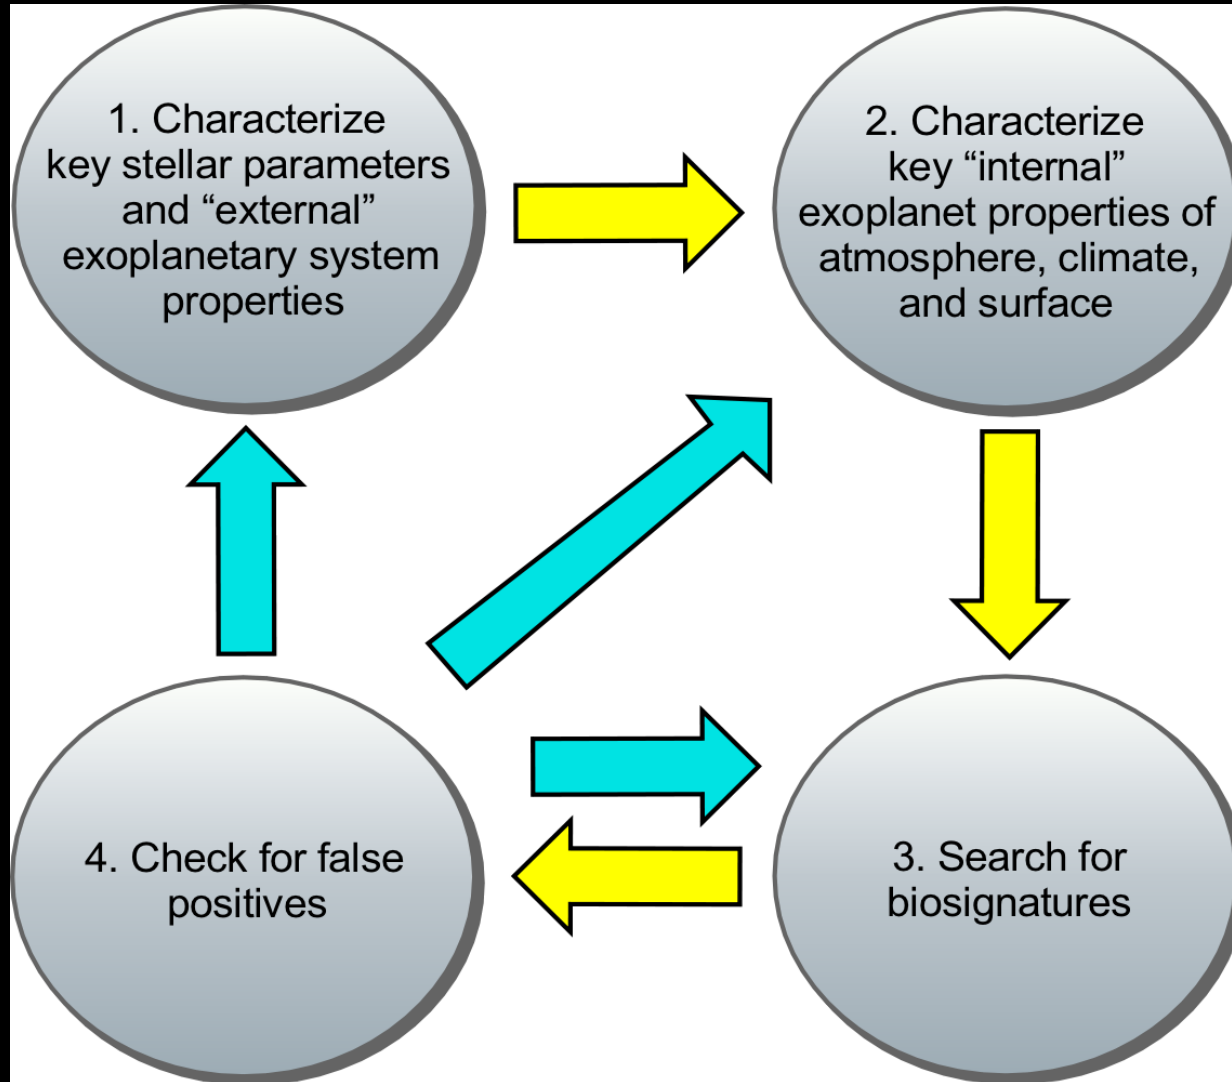 1. Characterize
key stellar parameters
and “external”
exoplanetary system
properties
2. Characterize
key “internal”
exoplanet properties of
atmosphere, climate,
and surface
4. Check for false
positives
3. Search for
biosignatures